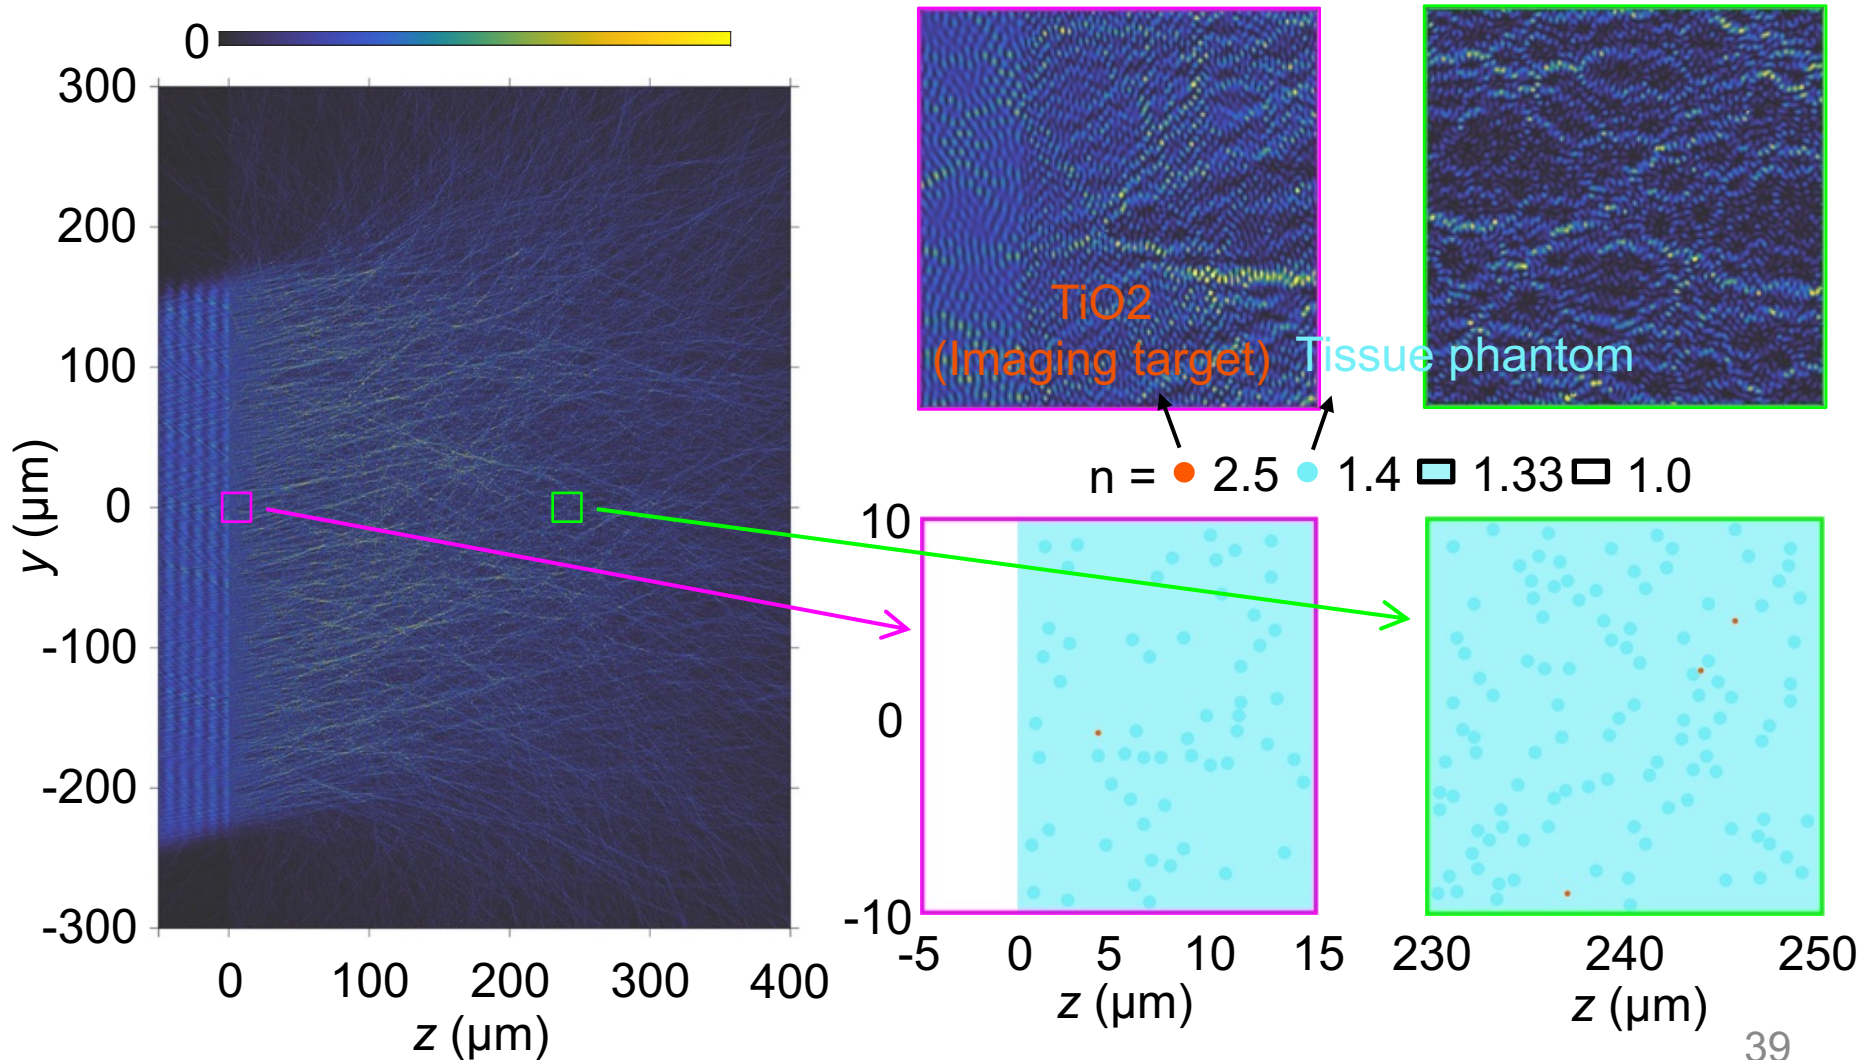 0
300
200
100
0
-100
-200
-300
y (μm)
0 100 200 300 400
z (μm)
TiO2
(Imaging target)
Tissue phantom
n = 2.5 1.4 1.33 1.0
10
0
-10
-5 0 5 10 15
z (μm)
230 240 250
z (μm)
39